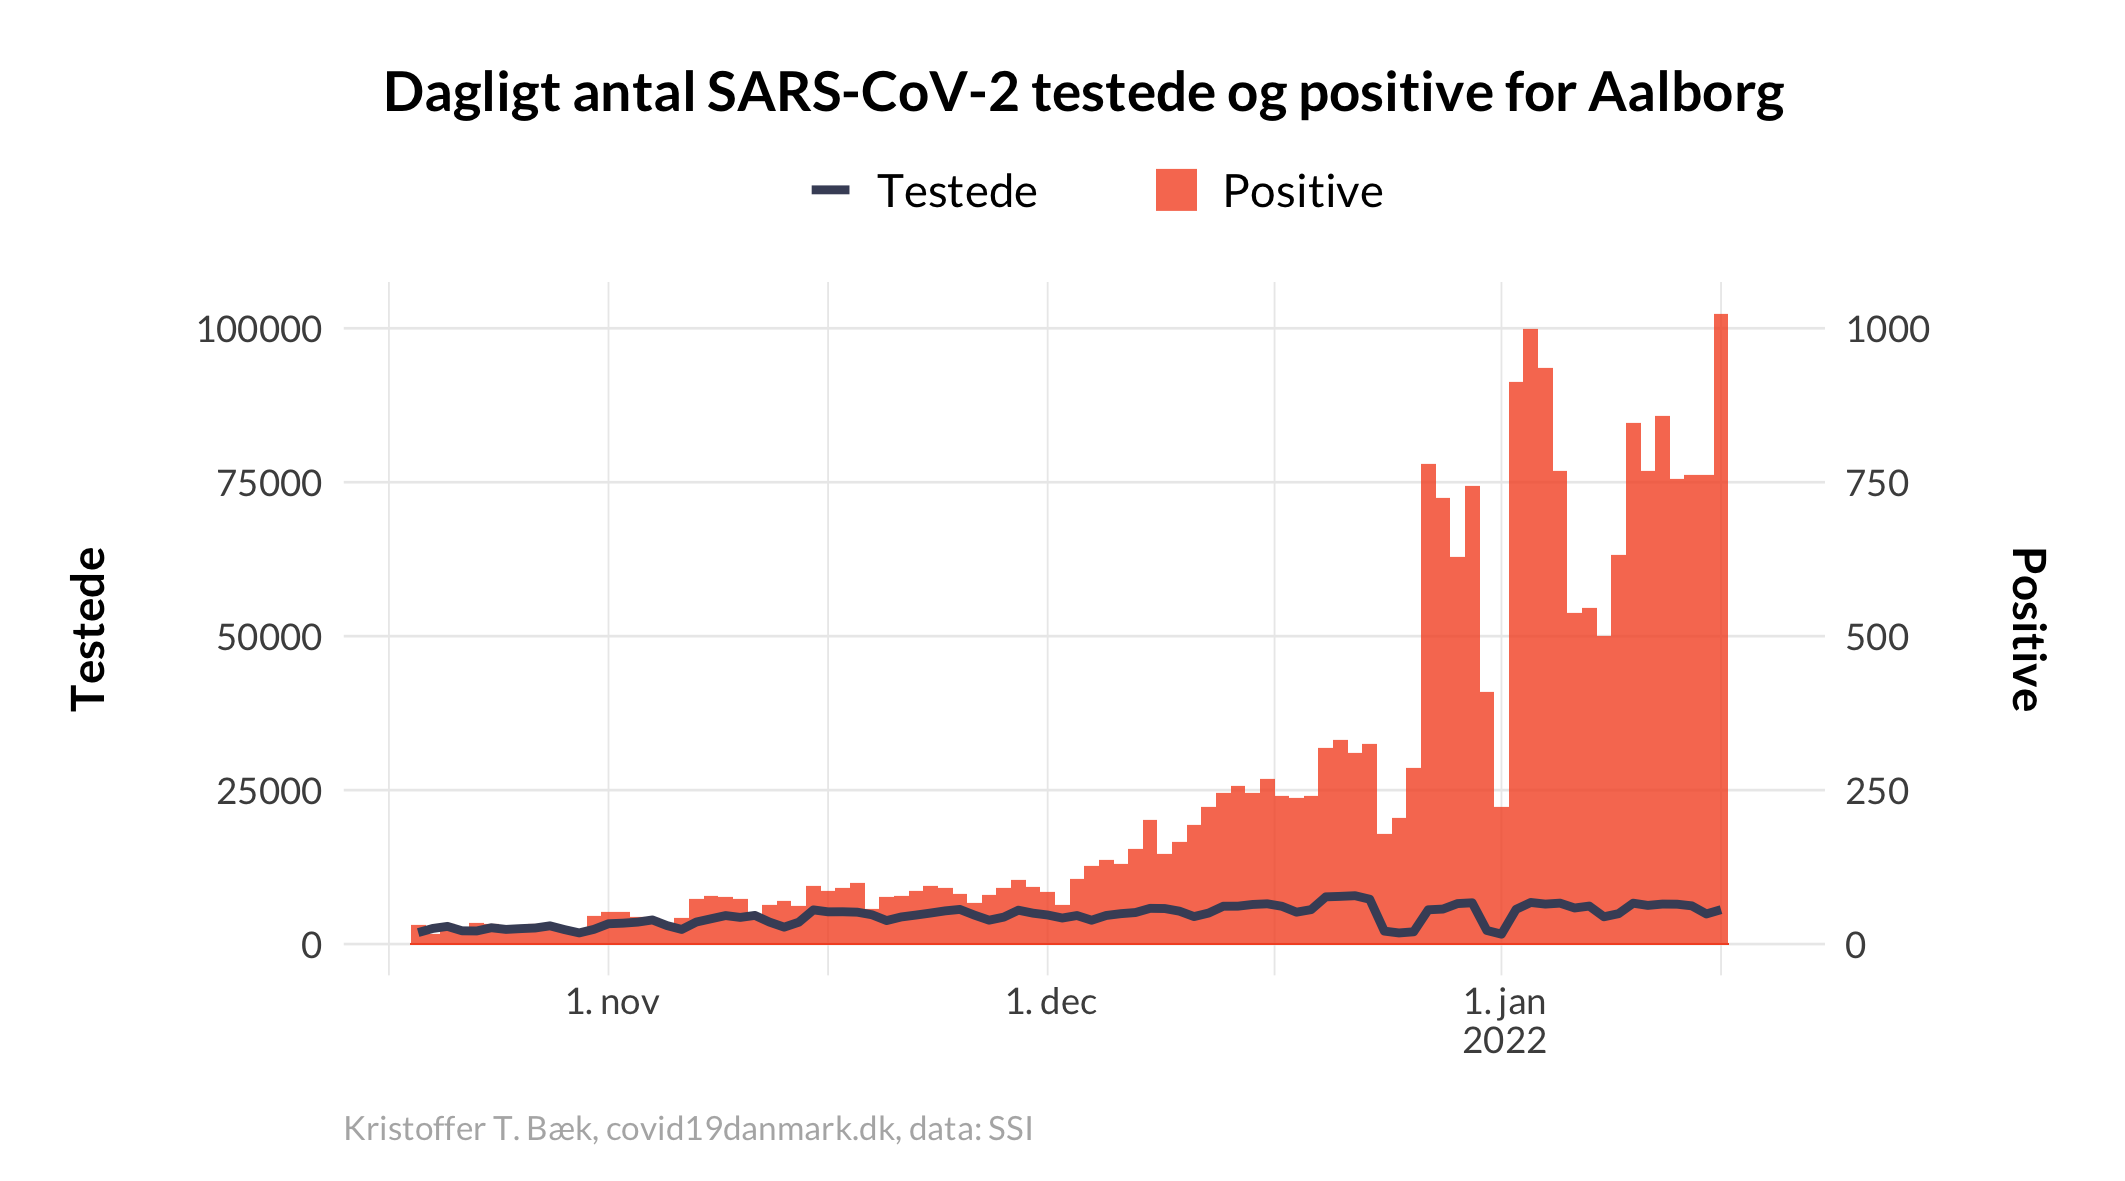 Dagligt antal SARS-CoV-2 testede og positive for Aalborg
Testede
Positive
100000
75000
50000
25000
0
Testede
1000
750
500
250
0
Positive
1. nov
1. dec
1. jan
2022
Kristoffer T. Bæk, covid19danmark.dk, data: SSI